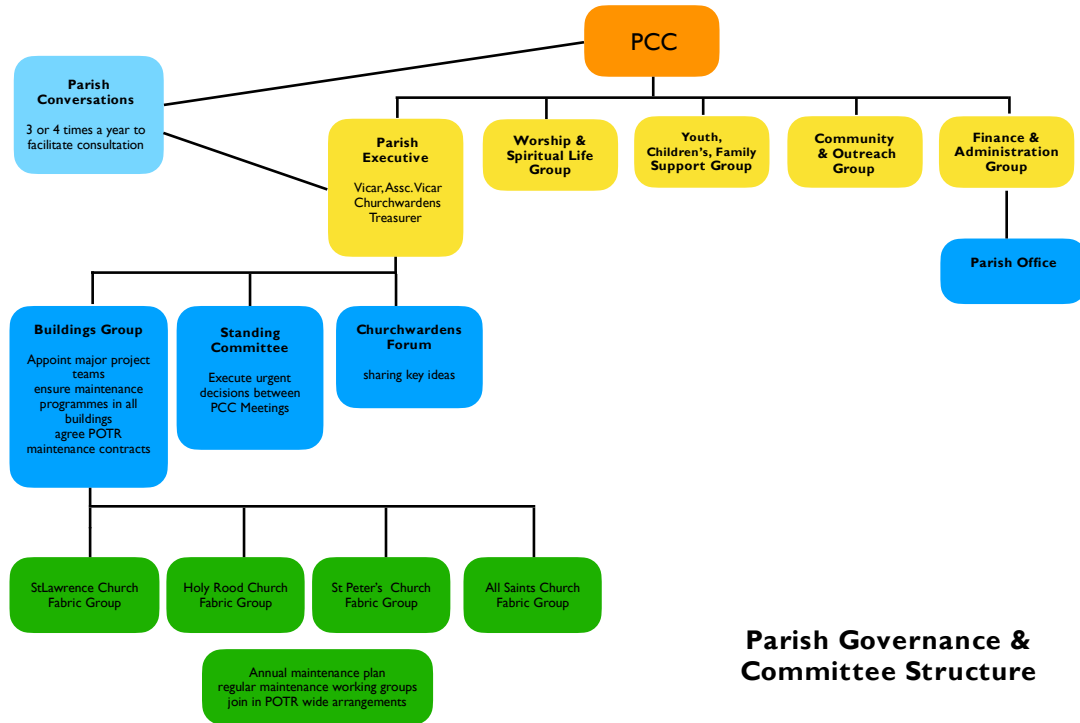 PCC
Parish
Conversations
3 or 4 times a year to
facilitate consultation
Parish
Executive
Vicar, Assc. Vicar
Churchwardens
Treasurer
Worship &
Spiritual Life
Group
Youth,
Children's, Family
Support Group
Community
& Outreach
Group
Finance &
Administration
Group
Parish Office
Buildings Group
Appoint major project
teams
ensure maintenance
programmes in all
buildings
agree POTR
maintenance contracts
Standing
Committee
Execute urgent
decisions between
PCC Meetings
Churchwardens
Forum
sharing key ideas
StLawrence Church
Fabric Group
Holy Rood Church
Fabric Group
St Peter's Church
Fabric Group
All Saints Church
Fabric Group
Annual maintenance plan
regular maintenance working groups
join in POTR wide arrangements
Parish Governance &
Committee Structure